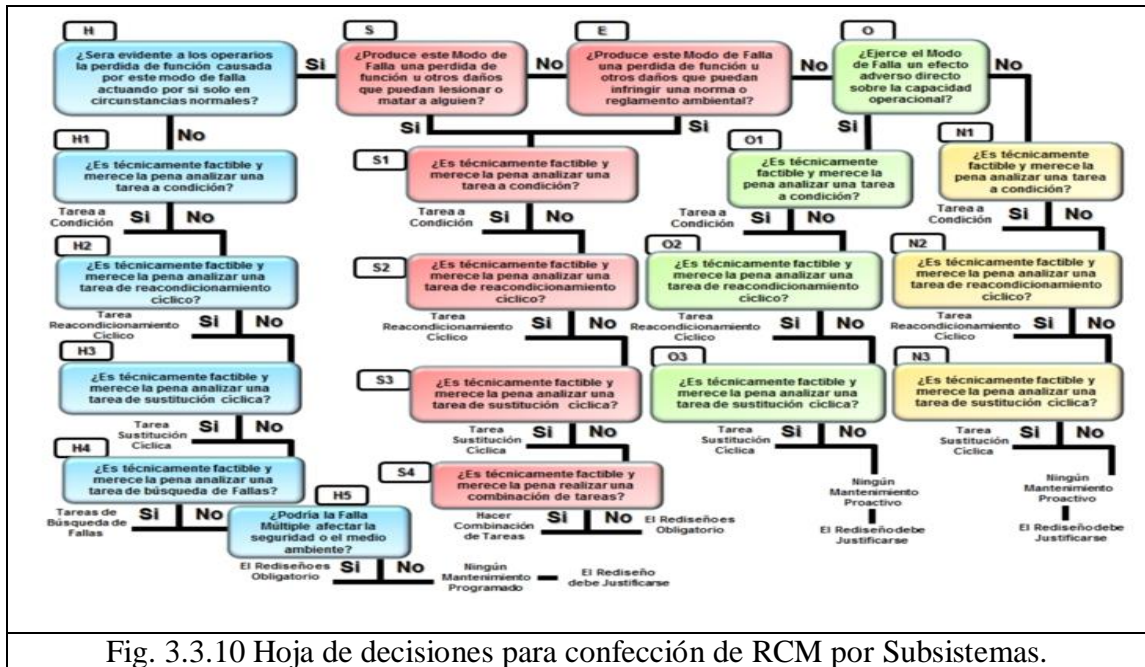 H
S
E
O
¿Sera evidente a los operarios
la perdida de función causada
por este modo de falla
actuando por si solo en
circunstancias normales?
Si
¿Produce este Modo de
Falla una perdida de
función u otros daños
que puedan lesionar o
matar a alguien?
No
¿Produce este Modo de Falla
una perdida de función u
otros daños que puedan
infringir una norma o
reglamento ambiental?
No
¿Ejerce el Modo
de Falla un efecto
adverso directo
sobre la capacidad
operacional?
No
No
Si
Si
Si
H1
¿Es técnicamente factible y
merece la pena analizar una
tarea a condición?
S1
¿Es técnicamente factible y
merece la pena analizar una
tarea a condición?
O1
¿Es técnicamente
factible y merece la
pena analizar una tarea
a condición?
N1
¿Es técnicamente
factible y merece la
pena analizar una tarea
a condición?
Tarea a
Condición
Si
No
Tarea a
Condición
Si
No
Tarea a
Condición
Si
No
Tarea a
Condición
Si
No
H2
¿Es técnicamente factible y
merece la pena analizar una
tarea de reacondicionamiento
cíclico?
S2
¿Es técnicamente factible y
merece la pena analizar una
tarea de reacondicionamiento
cíclico?
O2
¿Es técnicamente factible y
merece la pena analizar una
tarea de reacondicionamiento
cíclico?
N2
¿Es técnicamente factible y
merece la pena analizar una
tarea de reacondicionamiento
cíclico?
Tarea
Reacondicionamiento
Cíclico
Si
No
Tarea
Reacondicionamiento
Cíclico
Si
No
Tarea
Reacondicionamiento
Cíclico
Si
No
Tarea
Reacondicionamiento
Cíclico
Si
No
H3
¿Es técnicamente factible y
merece la pena analizar una
tarea de sustitución cíclica?
S3
¿Es técnicamente factible y
merece la pena analizar una
tarea de sustitución cíclica?
O3
¿Es técnicamente factible y
merece la pena analizar una
tarea de sustitución cíclica?
N3
¿Es técnicamente factible y
merece la pena analizar una
tarea de sustitución cíclica?
Tarea
Sustitución
Cíclica
Si
No
Tarea
Sustitución
Cíclica
Si
No
Tarea
Sustitución
Cíclica
Si
No
Tarea
Sustitución
Cíclica
Si
No
H4
¿Es técnicamente factible y
merece la pena analizar una
tarea de búsqueda de Fallas?
S4
¿Es técnicamente factible y
merece la pena realizar una
combinación de tareas?
Ningún
Mantenimiento
Proactivo
El Rediseño debe
Justificarse
Ningún
Mantenimiento
Proactivo
El Rediseño debe
Justificarse
Tareas de
Búsqueda de
Fallas
Si
No
H5
¿Podría la Falla
Múltiple afectar la
seguridad o el medio
ambiente?
Hacer
Combinación
de Tareas
Si
No
El Rediseño es
Obligatorio
El Rediseño es
Obligatorio
Si
No
Ningún
Mantenimiento
Programado
El Rediseño
debe Justificarse
Fig. 3.3.10 Hoja de decisiones para confección de RCM por Subsistemas.